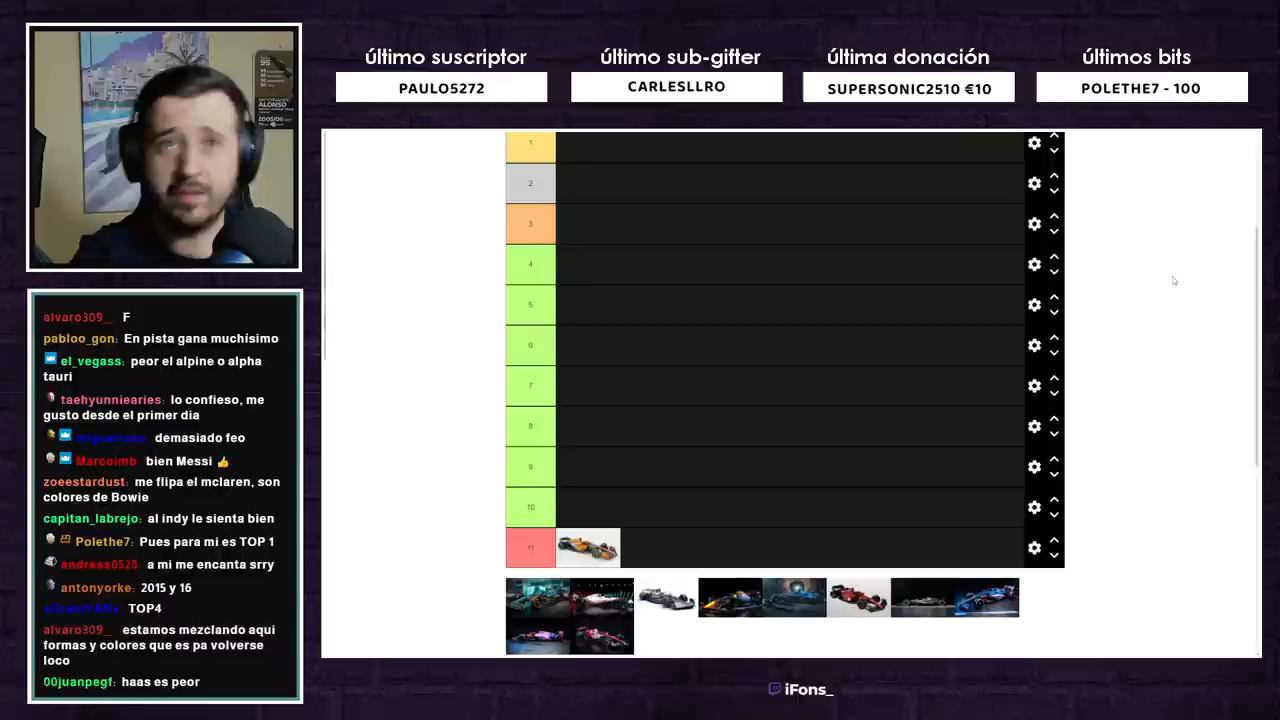 último suscriptor
último sub-gifter
última donación
últimos bits
PAULO5272
CARLESLLRO
SUPERSONIC2510 €10
POLETHE7 - 100
95
ALONSO
2005/06
1
2
3
4
5
6
7
8
9
10
11
alvaro309__ F
pabloo_gon: En pista gana muchísimo
el_vegass: peor el alpine o alpha
tauri
taehyunniearies: lo confieso, me
gusto desde el primer dia
demasiado feo
Marcoimb bien Messi 👍
zoeestardust: me flipa el mclaren, son
colores de Bowie
capitan_labrejo: al indy le sienta bien
Polethe7: Pues para mi es TOP 1
andress0528 a mi me encanta srry
antonyorke: 2015 y 16
TOP4
alvaro309__ estamos mezclando aqui
formas y colores que es pa volverse
loco
00juanpegf: haas es peor
iFons_